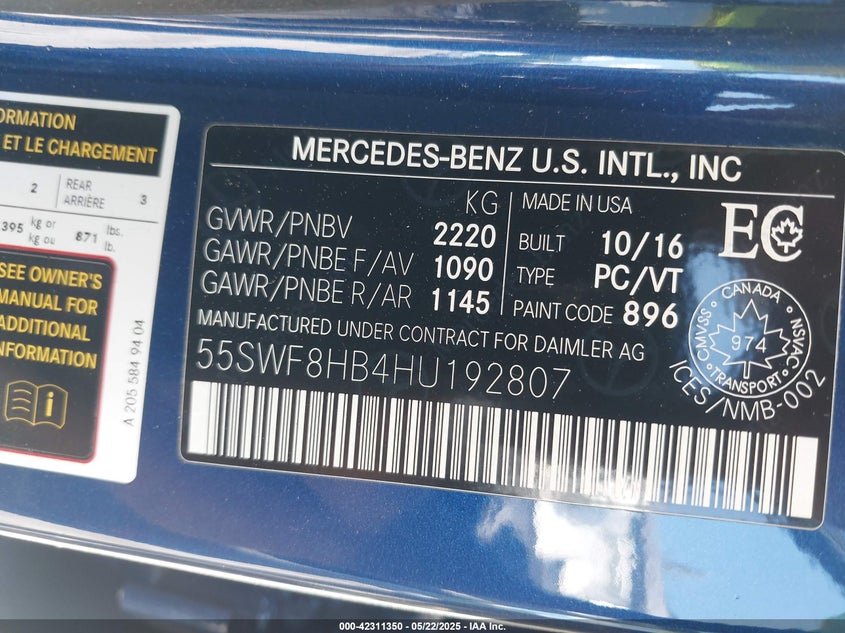 ORMATION
ET LE CHARGEMENT
2 REAR ARRIÈRE 3
395 kg or kg ou 871 lbs. lb.
SEE OWNER'S
MANUAL FOR
ADDITIONAL
INFORMATION
A 205 584 94 04
MERCEDES-BENZ U.S. INTL., INC
KG
GVWR/PNBV 2220
GAWR/PNBE F/AV 1090
GAWR/PNBE R/AR 1145
MADE IN USA
BUILT 10/16
TYPE PC/VT
PAINT CODE 896
EC
MANUFACTURED UNDER CONTRACT FOR DAIMLER AG
55SWF8HB4HU192807
CANADA
CMVSS 974 NSVAC
TRANSPORT
ICES/NMB-002
000-42311350 - 05/22/2025 - IAA Inc.